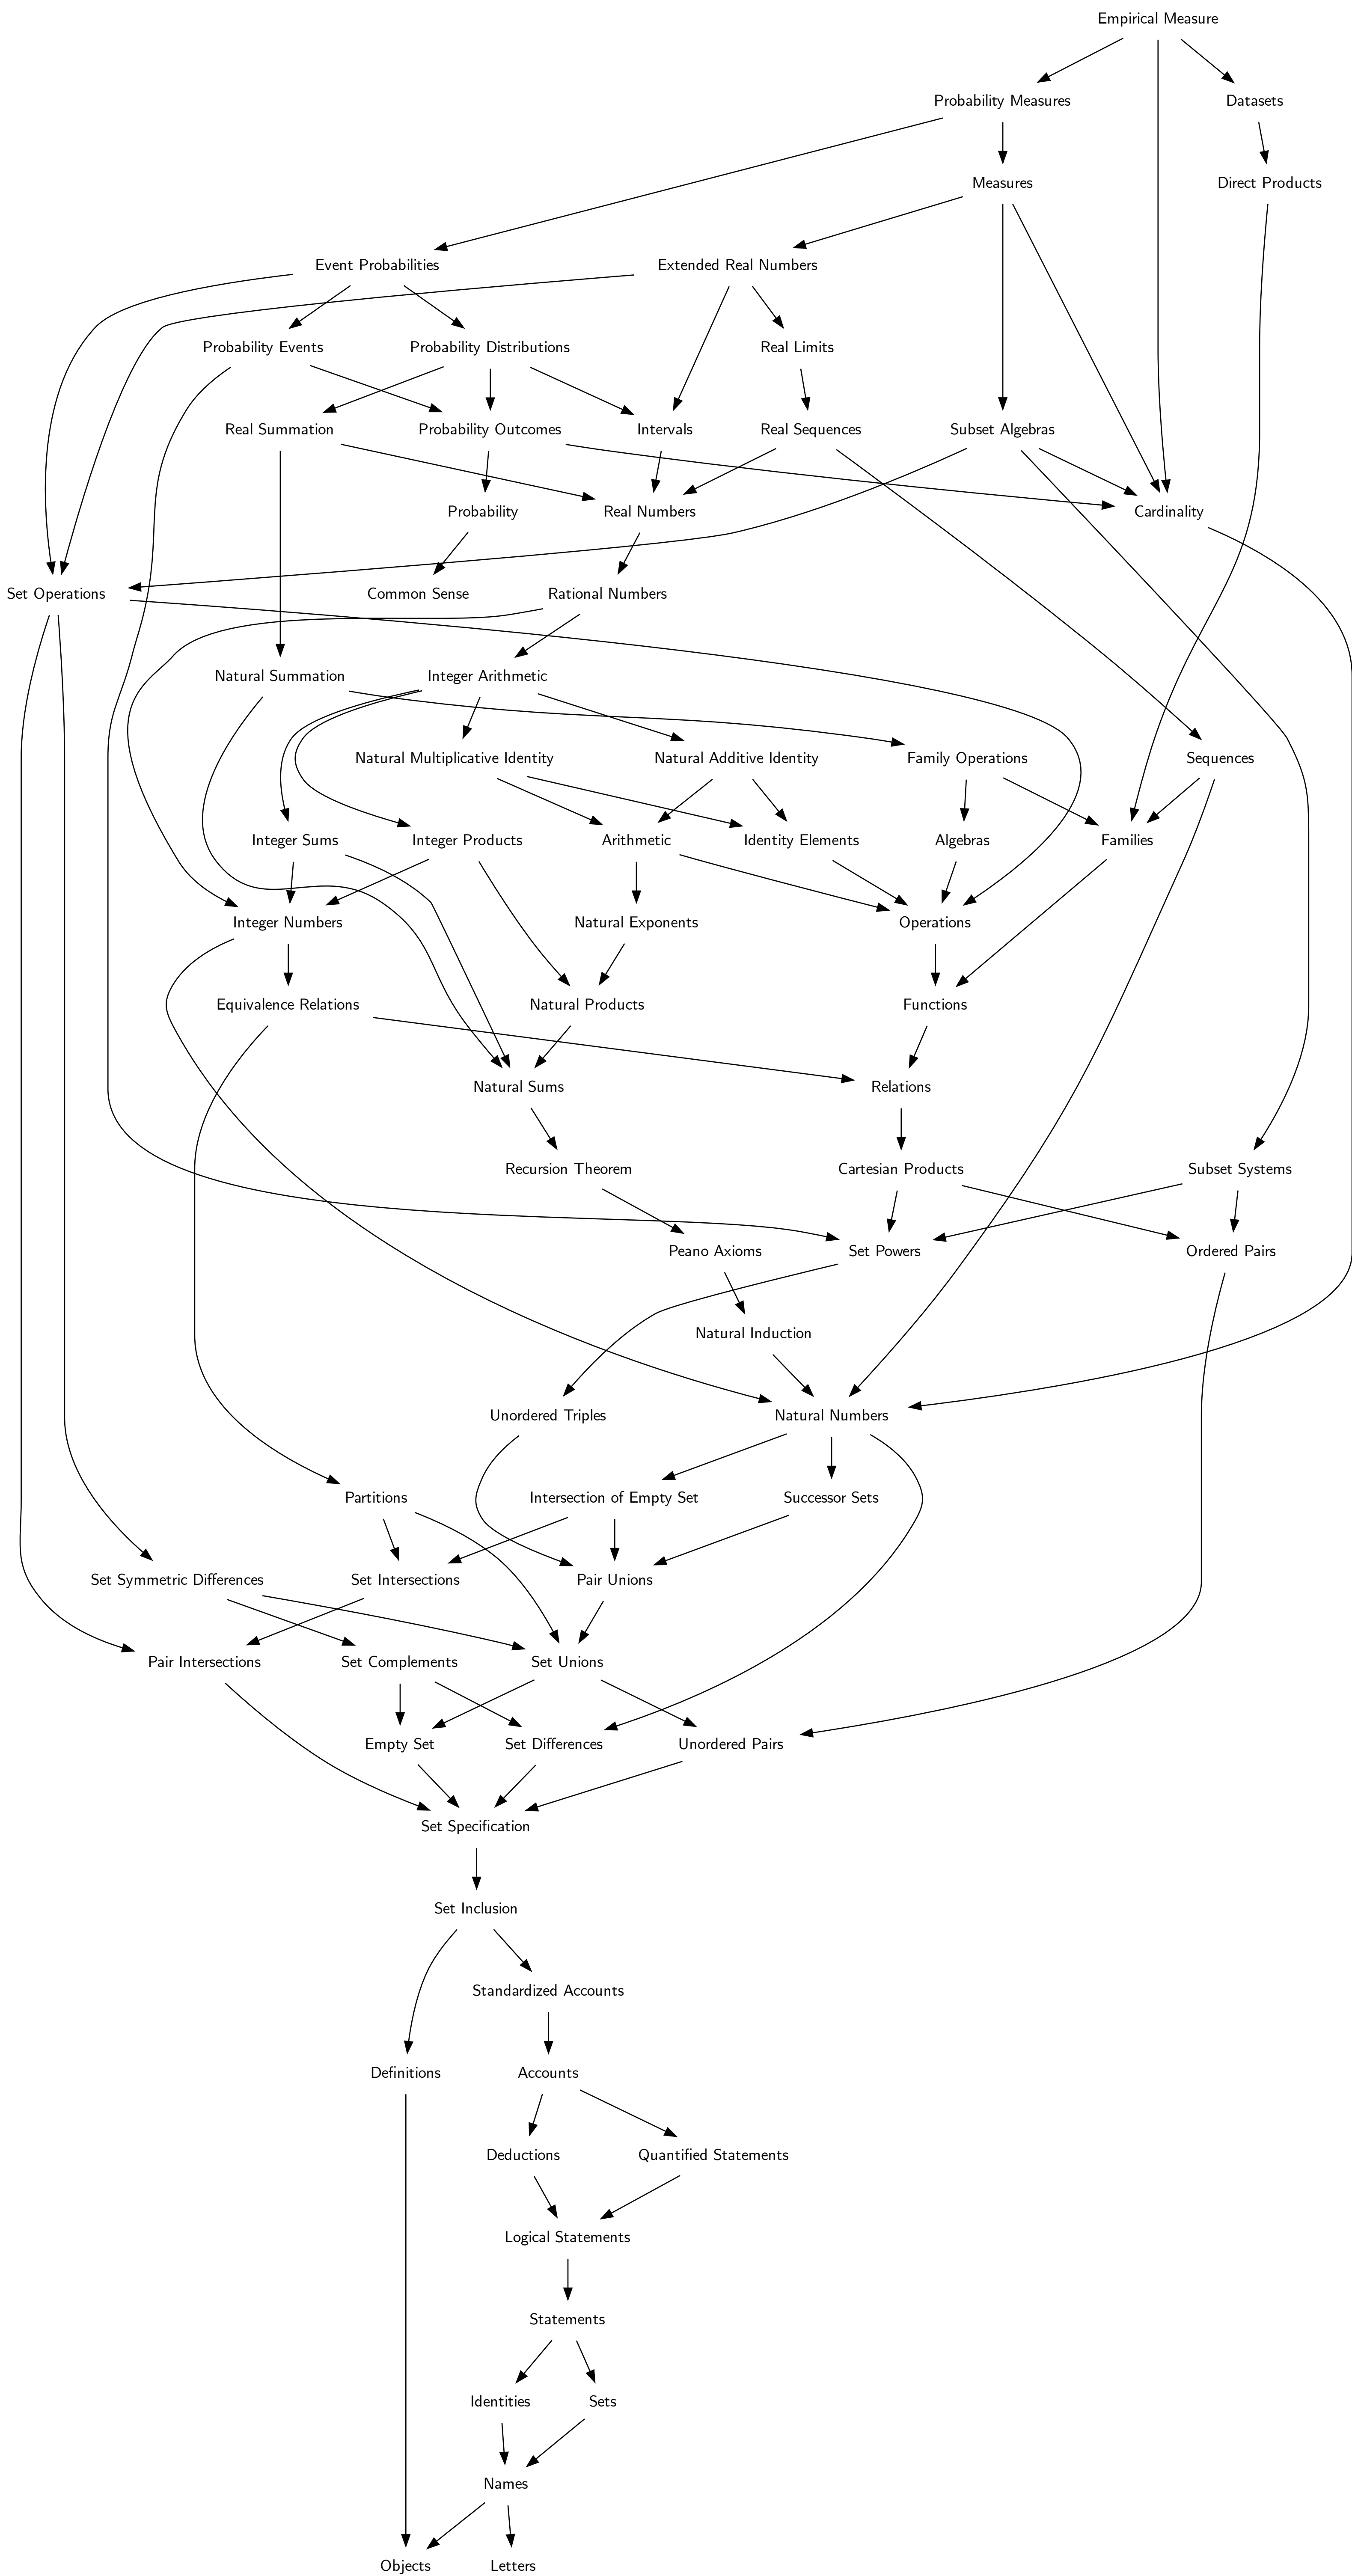 Empirical Measure
Probability Measures
Datasets
Measures
Direct Products
Event Probabilities
Extended Real Numbers
Probability Events
Probability Distributions
Real Limits
Real Summation
Probability Outcomes
Intervals
Real Sequences
Subset Algebras
Probability
Real Numbers
Cardinality
Set Operations
Common Sense
Rational Numbers
Natural Summation
Integer Arithmetic
Natural Multiplicative Identity
Natural Additive Identity
Family Operations
Sequences
Integer Sums
Integer Products
Arithmetic
Identity Elements
Algebras
Families
Integer Numbers
Natural Exponents
Operations
Equivalence Relations
Natural Products
Functions
Natural Sums
Relations
Recursion Theorem
Cartesian Products
Subset Systems
Peano Axioms
Set Powers
Ordered Pairs
Natural Induction
Unordered Triples
Natural Numbers
Partitions
Intersection of Empty Set
Successor Sets
Set Symmetric Differences
Set Intersections
Pair Unions
Pair Intersections
Set Complements
Set Unions
Empty Set
Set Differences
Unordered Pairs
Set Specification
Set Inclusion
Standardized Accounts
Definitions
Accounts
Deductions
Quantified Statements
Logical Statements
Statements
Identities
Sets
Names
Objects
Letters